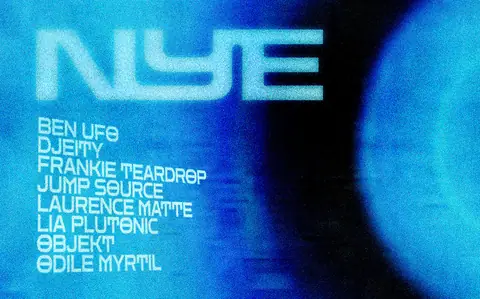 NYE
BEN UFO
DJEITY
FRANKIE TEARDROP
JUMP SOURCE
LAURENCE MATTE
LIA PLUTONIC
OBJEKT
ODILE MYRTIL